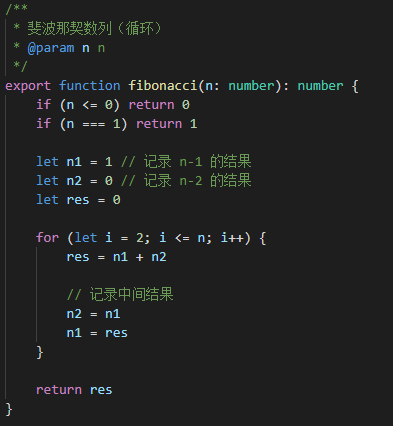 /**
 * 斐波那契数列（循环）
 * @param n n
 */
export function fibonacci(n: number): number {
    if (n <= 0) return 0
    if (n === 1) return 1

    let n1 = 1 // 记录 n-1 的结果
    let n2 = 0 // 记录 n-2 的结果
    let res = 0

    for (let i = 2; i <= n; i++) {
        res = n1 + n2

        // 记录中间结果
        n2 = n1
        n1 = res
    }

    return res
}